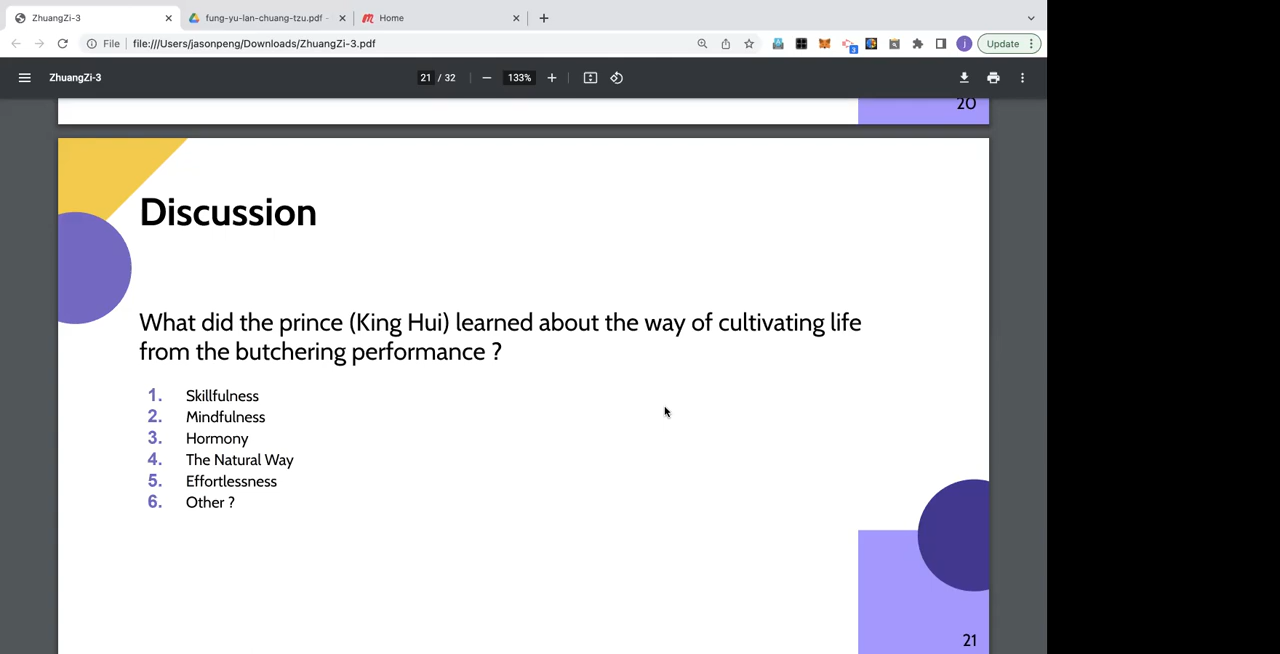 ZhuangZi-3
fung-yu-lan-chuang-tzu.pdf -
Home
File
file:///Users/jasonpeng/Downloads/ZhuangZi-3.pdf
3
j
Update
ZhuangZi-3
21 / 32
133%
20
Discussion
What did the prince (King Hui) learned about the way of cultivating life
from the butchering performance ?
1. Skillfulness
2. Mindfulness
3. Hormony
4. The Natural Way
5. Effortlessness
6. Other ?
21